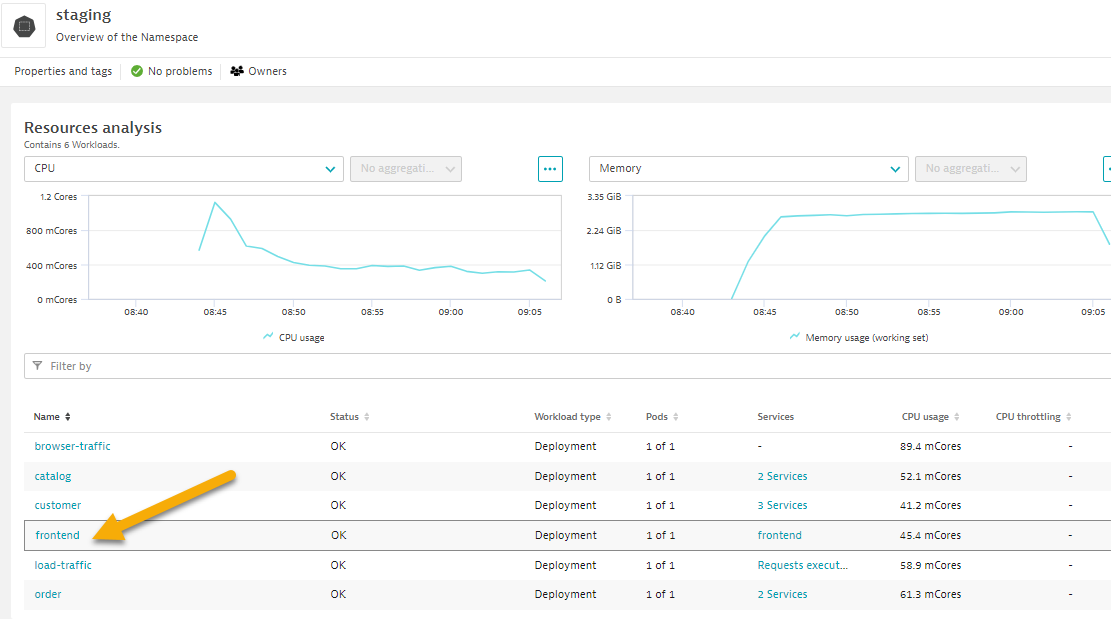 staging
Overview of the Namespace
Properties and tags No problems Owners
Resources analysis
Contains 6 Workloads.
CPU No aggregati... Memory No aggregati...
1.2 Cores
800 mCores
400 mCores
0 mCores
08:40 08:45 08:50 08:55 09:00 09:05
CPU usage
3.35 GiB
2.24 GiB
1.12 GiB
0 B
08:40 08:45 08:50 08:55 09:00 09:05
Memory usage (working set)
Filter by
Name Status Workload type Pods Services CPU usage CPU throttling
browser-traffic OK Deployment 1 of 1 - 89.4 mCores -
catalog OK Deployment 1 of 1 2 Services 52.1 mCores -
customer OK Deployment 1 of 1 3 Services 41.2 mCores -
frontend OK Deployment 1 of 1 frontend 45.4 mCores -
load-traffic OK Deployment 1 of 1 Requests execut... 58.9 mCores -
order OK Deployment 1 of 1 2 Services 61.3 mCores -